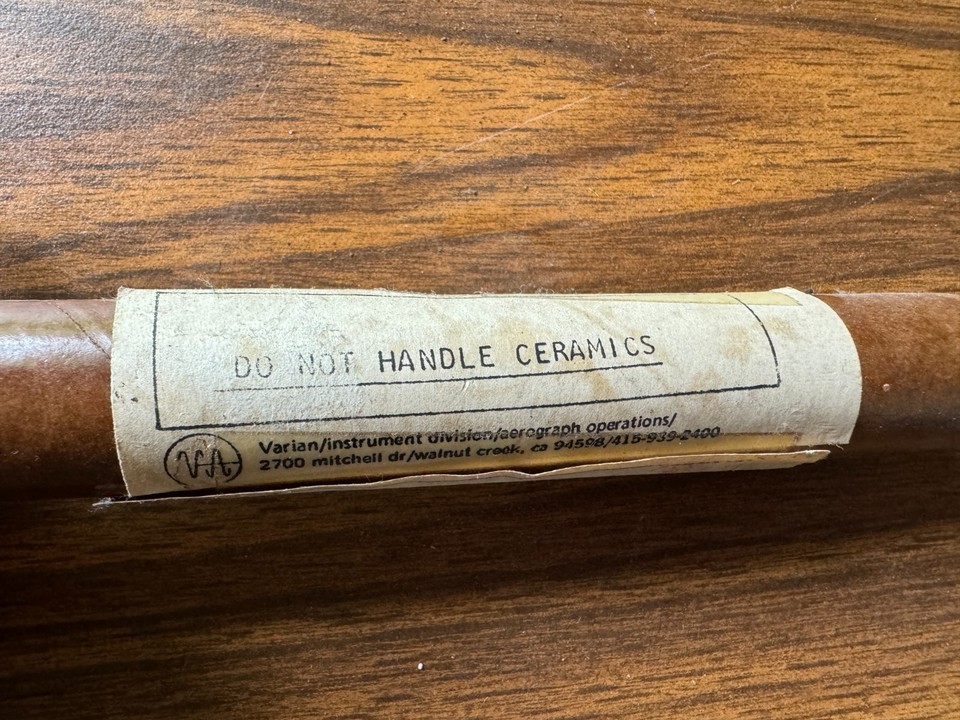 DO NOT HANDLE CERAMICS
VA
Varian/instrument division/aerograph operations/
2700 mitchell dr/walnut creek, ca 94598/415-939-2400